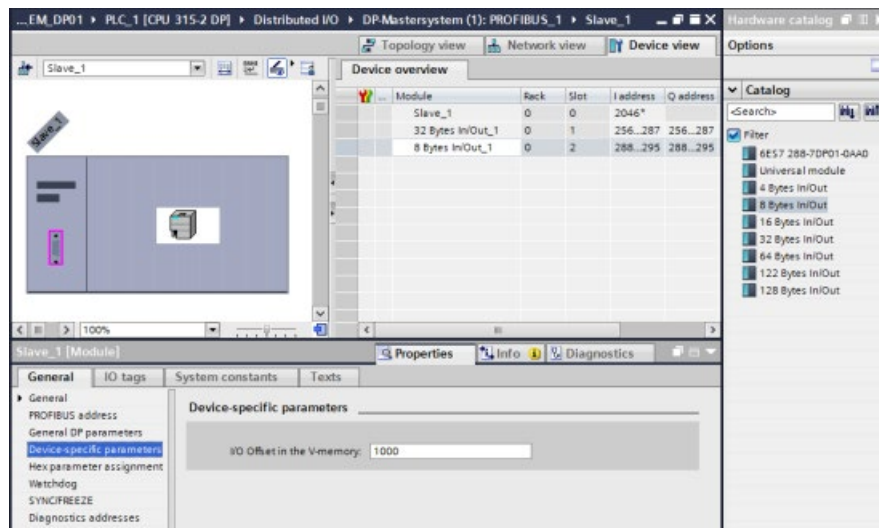 ...EM_DP01 ▸ PLC_1 [CPU 315-2 DP] ▸ Distributed I/O ▸ DP-Mastersystem (1): PROFIBUS_1 ▸ Slave_1
Topology view
Network view
Device view
Slave_1
Device overview
... Module Rack Slot I address Q address
Slave_1 0 0 2046*
32 Bytes In/Out_1 0 1 256...287 256...287
8 Bytes In/Out_1 0 2 288...295 288...295
slave_1
100%
Slave_1 [Module]
Properties
Info
Diagnostics
General
IO tags
System constants
Texts
General
PROFIBUS address
General DP parameters
Device-specific parameters
Hex parameter assignment
Watchdog
SYNC/FREEZE
Diagnostics addresses
Device-specific parameters
I/O Offset in the V-memory: 1000
Hardware catalog
Options
Catalog
<Search>
Filter
6ES7 288-7DP01-0AA0
Universal module
4 Bytes In/Out
8 Bytes In/Out
16 Bytes In/Out
32 Bytes In/Out
64 Bytes In/Out
122 Bytes In/Out
128 Bytes In/Out